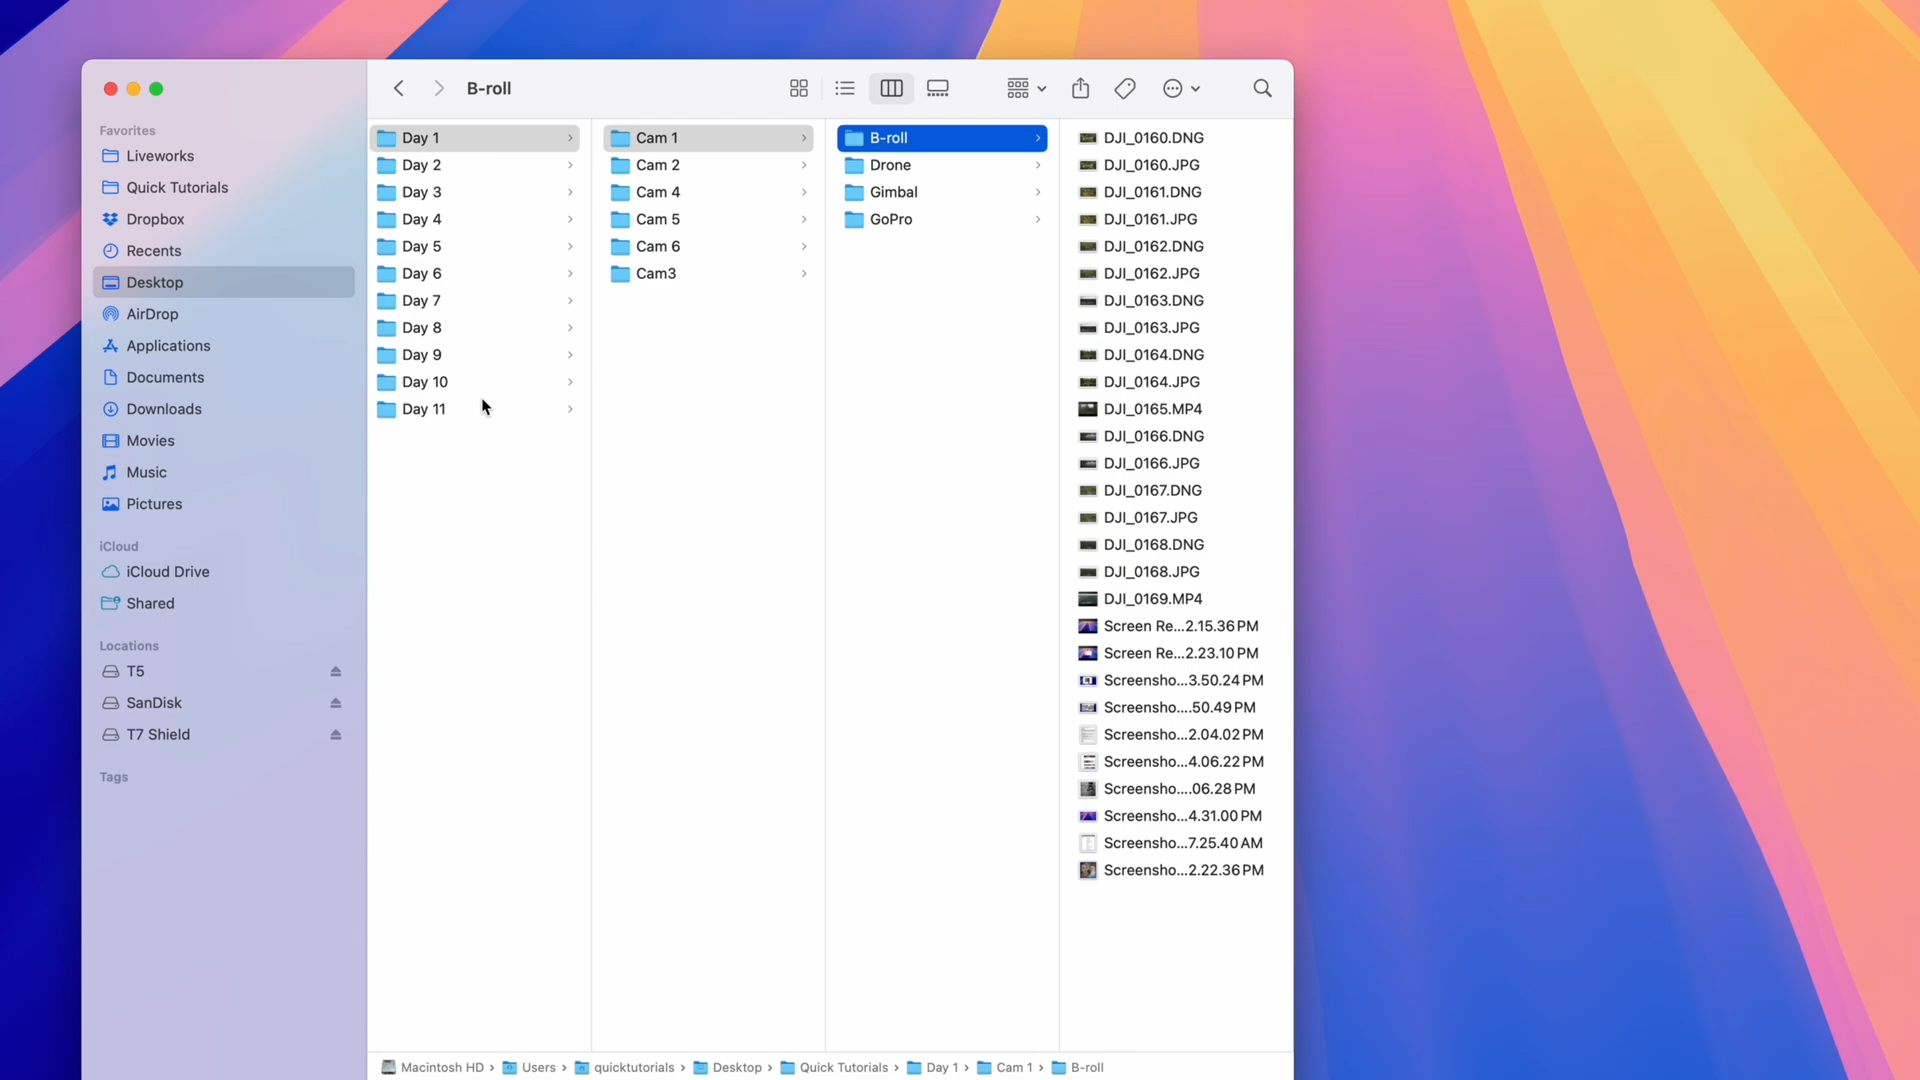 B-roll
Favorites
Liveworks
Quick Tutorials
Dropbox
Recents
Desktop
AirDrop
Applications
Documents
Downloads
Movies
Music
Pictures
iCloud
iCloud Drive
Shared
Locations
T5
SanDisk
T7 Shield
Tags
Day 1
Day 2
Day 3
Day 4
Day 5
Day 6
Day 7
Day 8
Day 9
Day 10
Day 11
Cam 1
Cam 2
Cam 4
Cam 5
Cam 6
Cam3
B-roll
Drone
Gimbal
GoPro
DJI_0160.DNG
DJI_0160.JPG
DJI_0161.DNG
DJI_0161.JPG
DJI_0162.DNG
DJI_0162.JPG
DJI_0163.DNG
DJI_0163.JPG
DJI_0164.DNG
DJI_0164.JPG
DJI_0165.MP4
DJI_0166.DNG
DJI_0166.JPG
DJI_0167.DNG
DJI_0167.JPG
DJI_0168.DNG
DJI_0168.JPG
DJI_0169.MP4
Screen Re...2.15.36 PM
Screen Re...2.23.10 PM
Screensho...3.50.24 PM
Screensho....50.49 PM
Screensho...2.04.02 PM
Screensho...4.06.22 PM
Screensho....06.28 PM
Screensho...4.31.00 PM
Screensho...7.25.40 AM
Screensho...2.22.36 PM
Macintosh HD › Users › quicktutorials › Desktop › Quick Tutorials › Day 1 › Cam 1 › B-roll